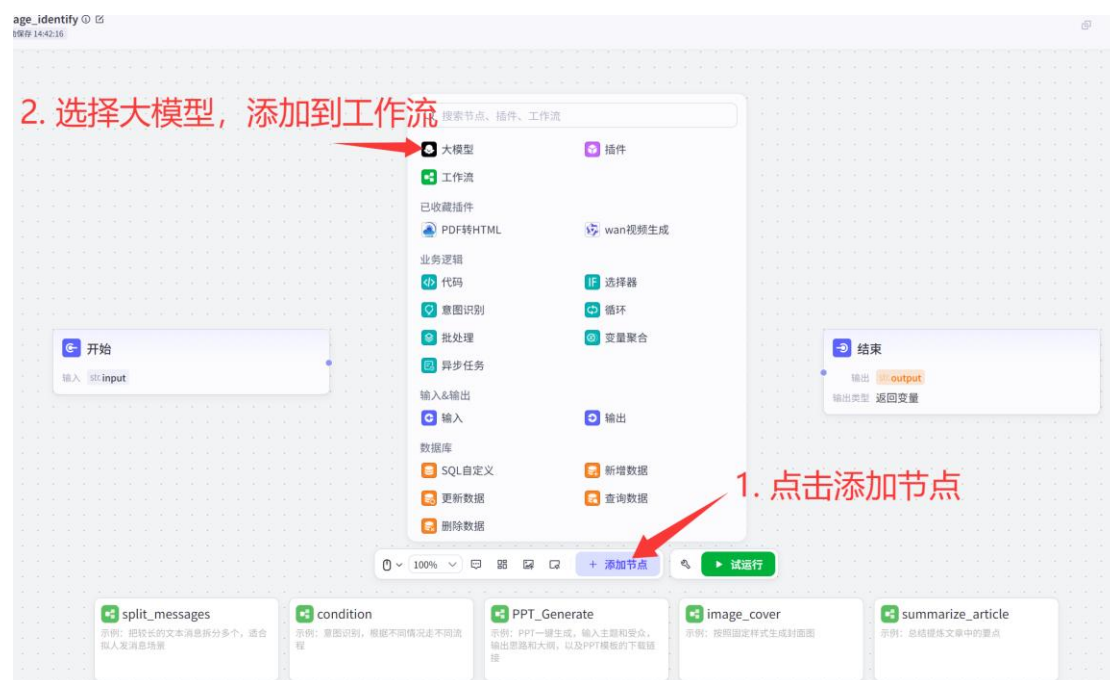 age_identify
动保存 14:42:16
2. 选择大模型，添加到工作流
搜索节点、插件、工作流
大模型
插件
工作流
已收藏插件
PDF转HTML
wan视频生成
业务逻辑
代码
IF 选择器
意图识别
循环
批处理
变量聚合
异步任务
输入&输出
输入
输出
数据库
SQL自定义
新增数据
更新数据
查询数据
删除数据
开始
输入 str. input
结束
输出 str. output
输出类型 返回变量
1. 点击添加节点
100%
+ 添加节点
试运行
split_messages
示例：把较长的文本消息拆分多个，适合
拟人发消息场景
condition
示例：意图识别，根据不同情况走不同流
程
PPT_Generate
示例：PPT一键生成，输入主题和受众，
输出思路和大纲，以及PPT模板的下载链
接
image_cover
示例：按照固定样式生成封面图
summarize_article
示例：总结提炼文章中的要点